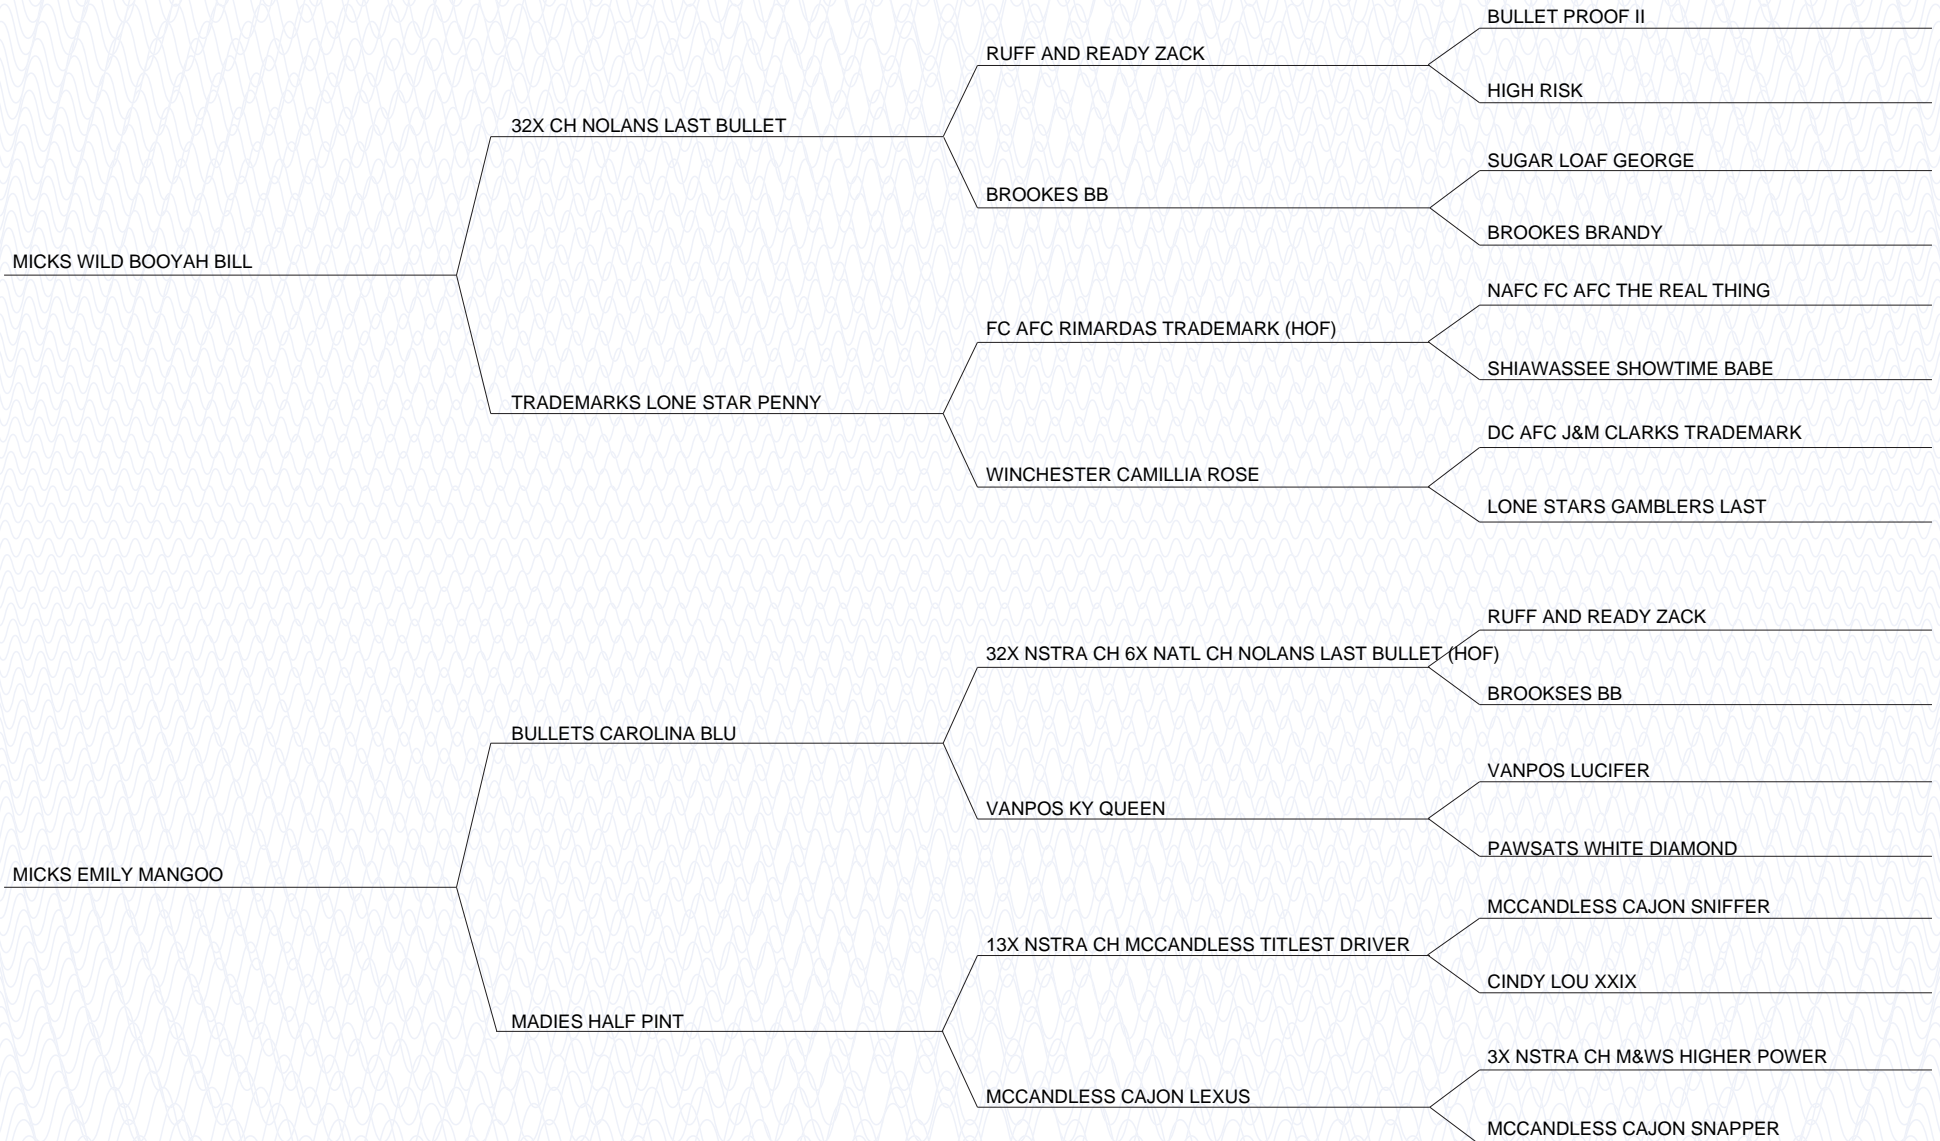 BULLET PROOF II
RUFF AND READY ZACK
HIGH RISK
32X CH NOLANS LAST BULLET
SUGAR LOAF GEORGE
BROOKES BB
BROOKES BRANDY
MICKS WILD BOOYAH BILL
NAFC FC AFC THE REAL THING
FC AFC RIMARDAS TRADEMARK (HOF)
SHIAWASSEE SHOWTIME BABE
TRADEMARKS LONE STAR PENNY
DC AFC J&M CLARKS TRADEMARK
WINCHESTER CAMILLIA ROSE
LONE STARS GAMBLERS LAST
RUFF AND READY ZACK
32X NSTRA CH 6X NATL CH NOLANS LAST BULLET (HOF)
BROOKSES BB
BULLETS CAROLINA BLU
VANPOS LUCIFER
VANPOS KY QUEEN
PAWSATS WHITE DIAMOND
MICKS EMILY MANGOO
MCCANDLESS CAJON SNIFFER
13X NSTRA CH MCCANDLESS TITLEST DRIVER
CINDY LOU XXIX
MADIES HALF PINT
3X NSTRA CH M&WS HIGHER POWER
MCCANDLESS CAJON LEXUS
MCCANDLESS CAJON SNAPPER